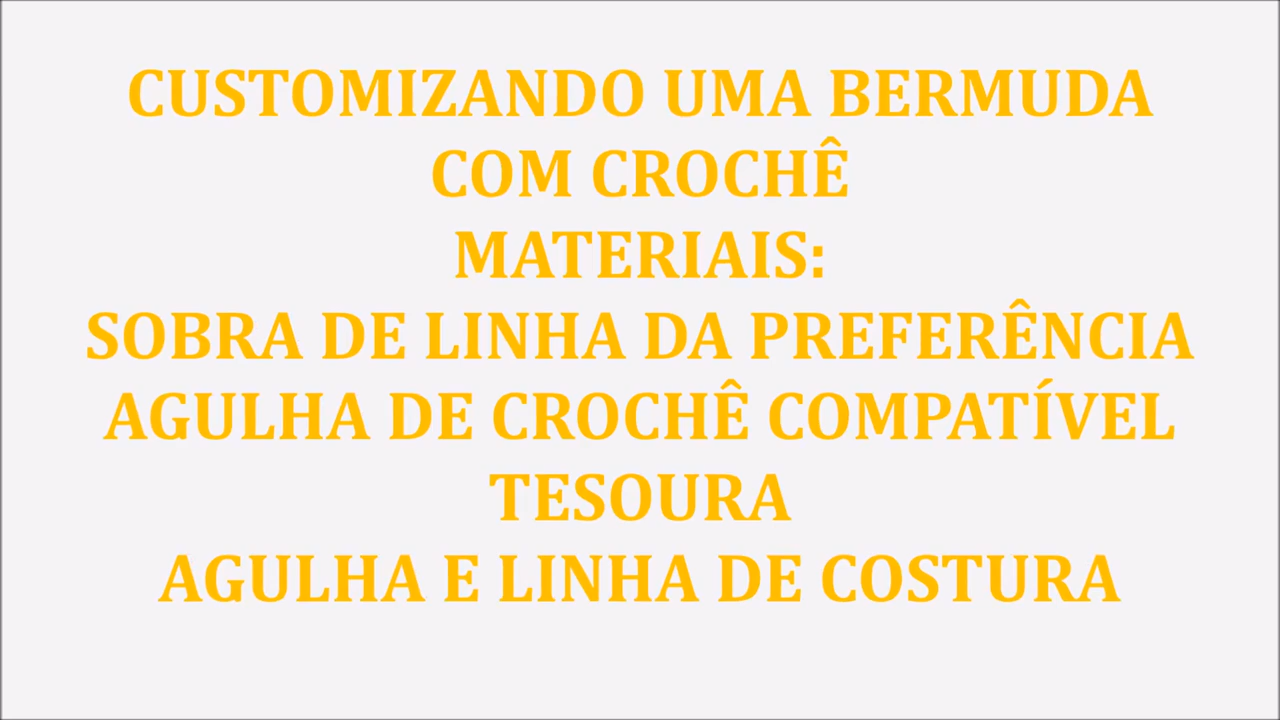 CUSTOMIZANDO UMA BERMUDA
COM CROCHÊ
MATERIAIS:
SOBRA DE LINHA DA PREFERÊNCIA
AGULHA DE CROCHÊ COMPATÍVEL
TESOURA
AGULHA E LINHA DE COSTURA